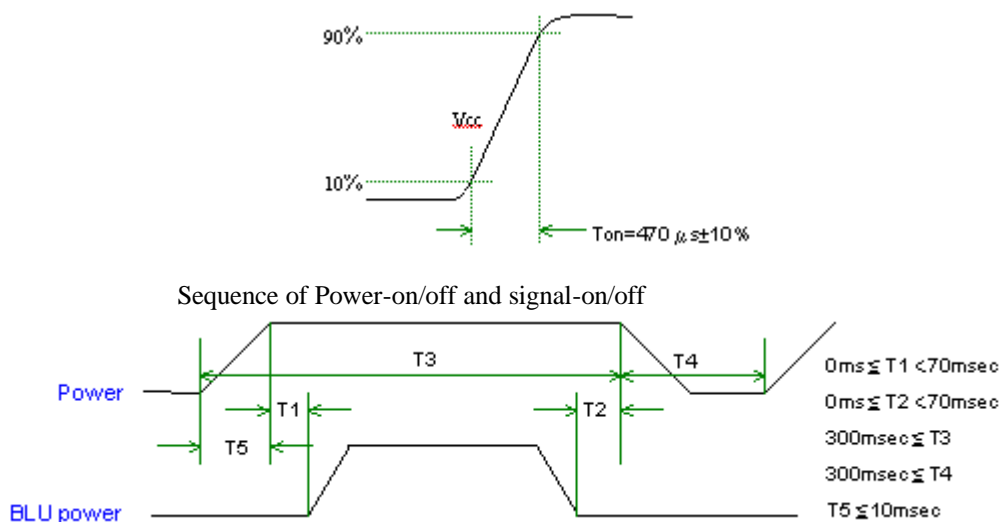 90%
Vcc
10%
Ton=470 μs±10%
Sequence of Power-on/off and signal-on/off
T3
T4
0ms≦T1<70msec
Power
T1
T2
0ms≦T2<70msec
T5
300msec≦T3
300msec≦T4
BLU power
T5≦10msec